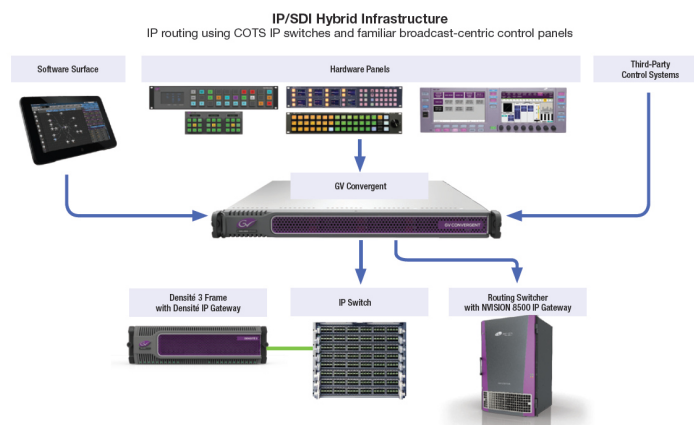 IP/SDI Hybrid Infrastructure
IP routing using COTS IP switches and familiar broadcast-centric control panels
Software Surface
Hardware Panels
Third-Party
Control Systems
GV Convergent
GV
GV CONVERGENT
Densité 3 Frame
with Densité IP Gateway
IP Switch
Routing Switcher
with NVISION 8500 IP Gateway